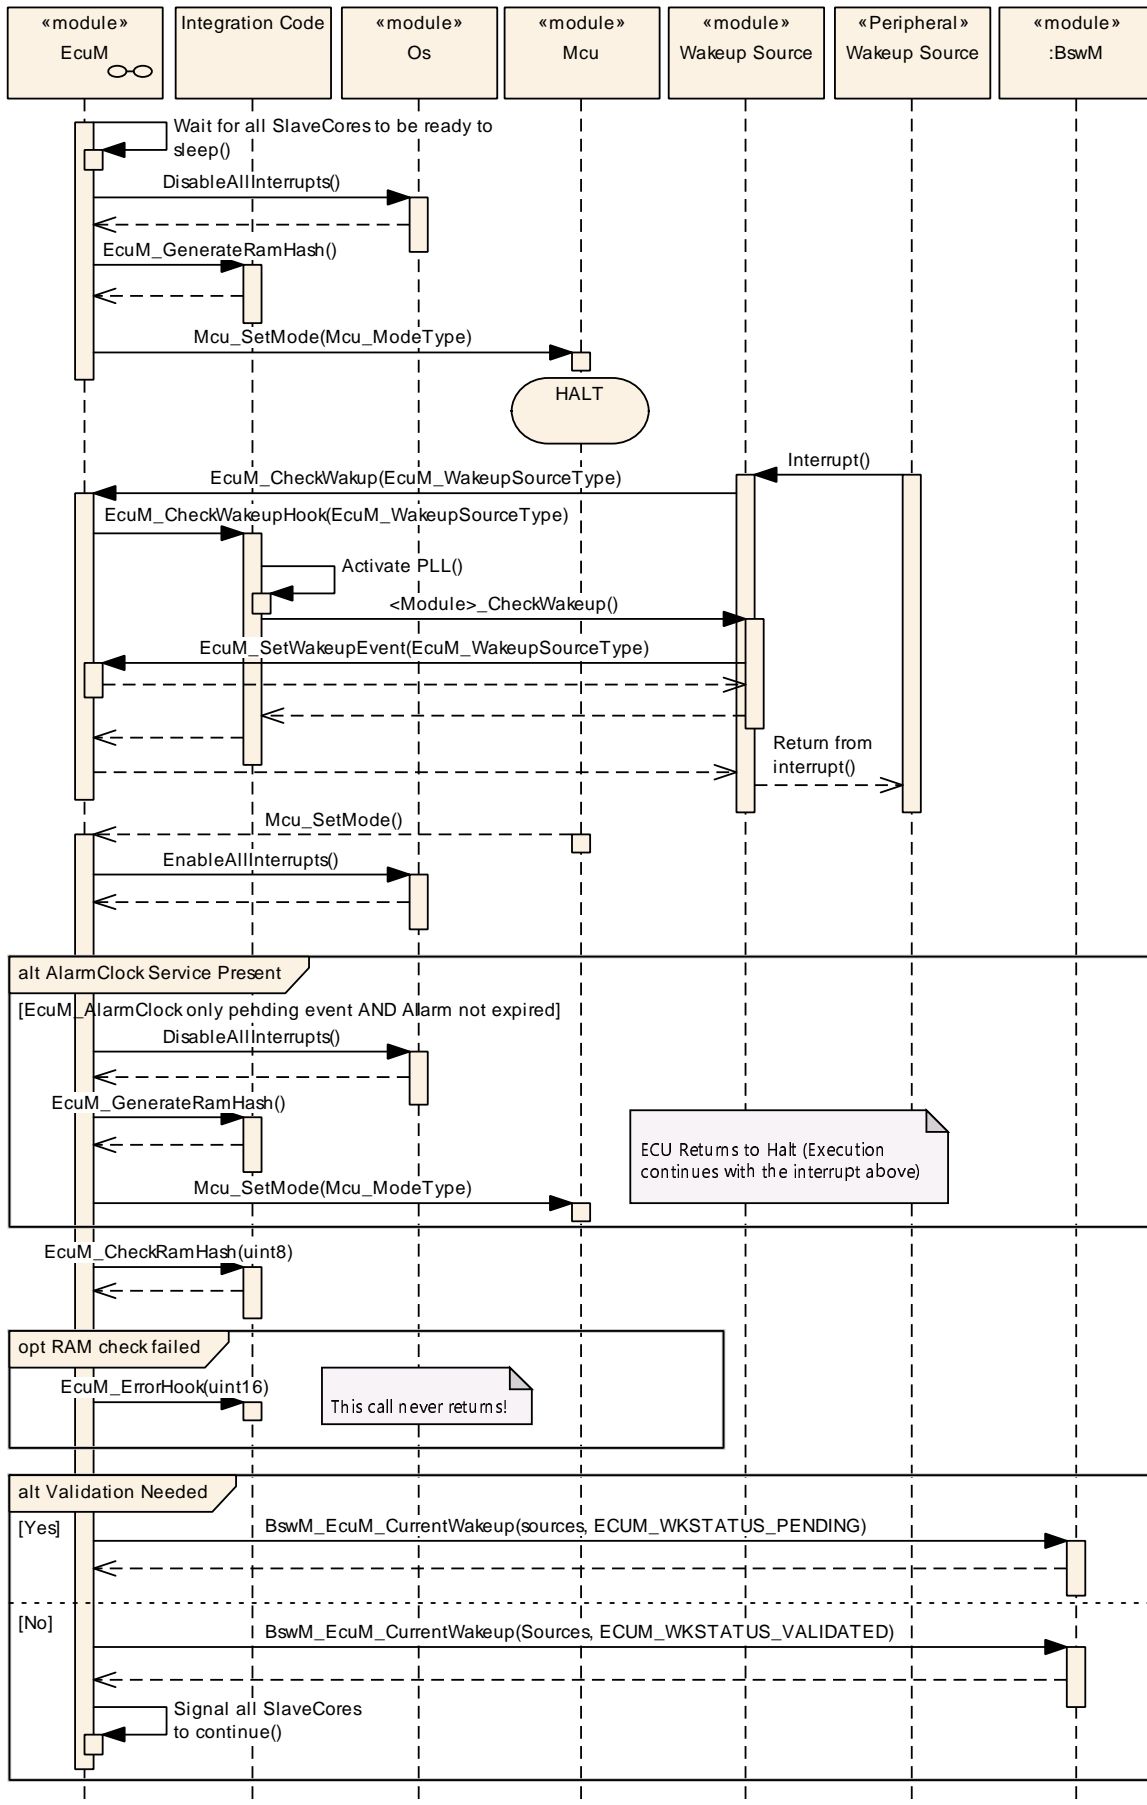 «module»
EcuM
Integration Code
«module»
Os
«module»
Mcu
«module»
Wakeup Source
«Peripheral»
Wakeup Source
«module»
:BswM
Wait for all SlaveCores to be ready to
sleep()
DisableAllInterrupts()
EcuM_GenerateRamHash()
Mcu_SetMode(Mcu_ModeType)
HALT
Interrupt()
EcuM_CheckWakup(EcuM_WakeupSourceType)
EcuM_CheckWakeupHook(EcuM_WakeupSourceType)
Activate PLL()
<Module>_CheckWakeup()
EcuM_SetWakeupEvent(EcuM_WakeupSourceType)
Return from
interrupt()
Mcu_SetMode()
EnableAllInterrupts()
alt AlarmClock Service Present
[EcuM_AlarmClock only pending event AND Alarm not expired]
DisableAllInterrupts()
EcuM_GenerateRamHash()
ECU Returns to Halt (Execution
continues with the interrupt above)
Mcu_SetMode(Mcu_ModeType)
EcuM_CheckRamHash(uint8)
opt RAM check failed
EcuM_ErrorHook(uint16)
This call never returns!
alt Validation Needed
[Yes]
BswM_EcuM_CurrentWakeup(sources, ECUM_WKSTATUS_PENDING)
[No]
BswM_EcuM_CurrentWakeup(Sources, ECUM_WKSTATUS_VALIDATED)
Signal all SlaveCores
to continue()